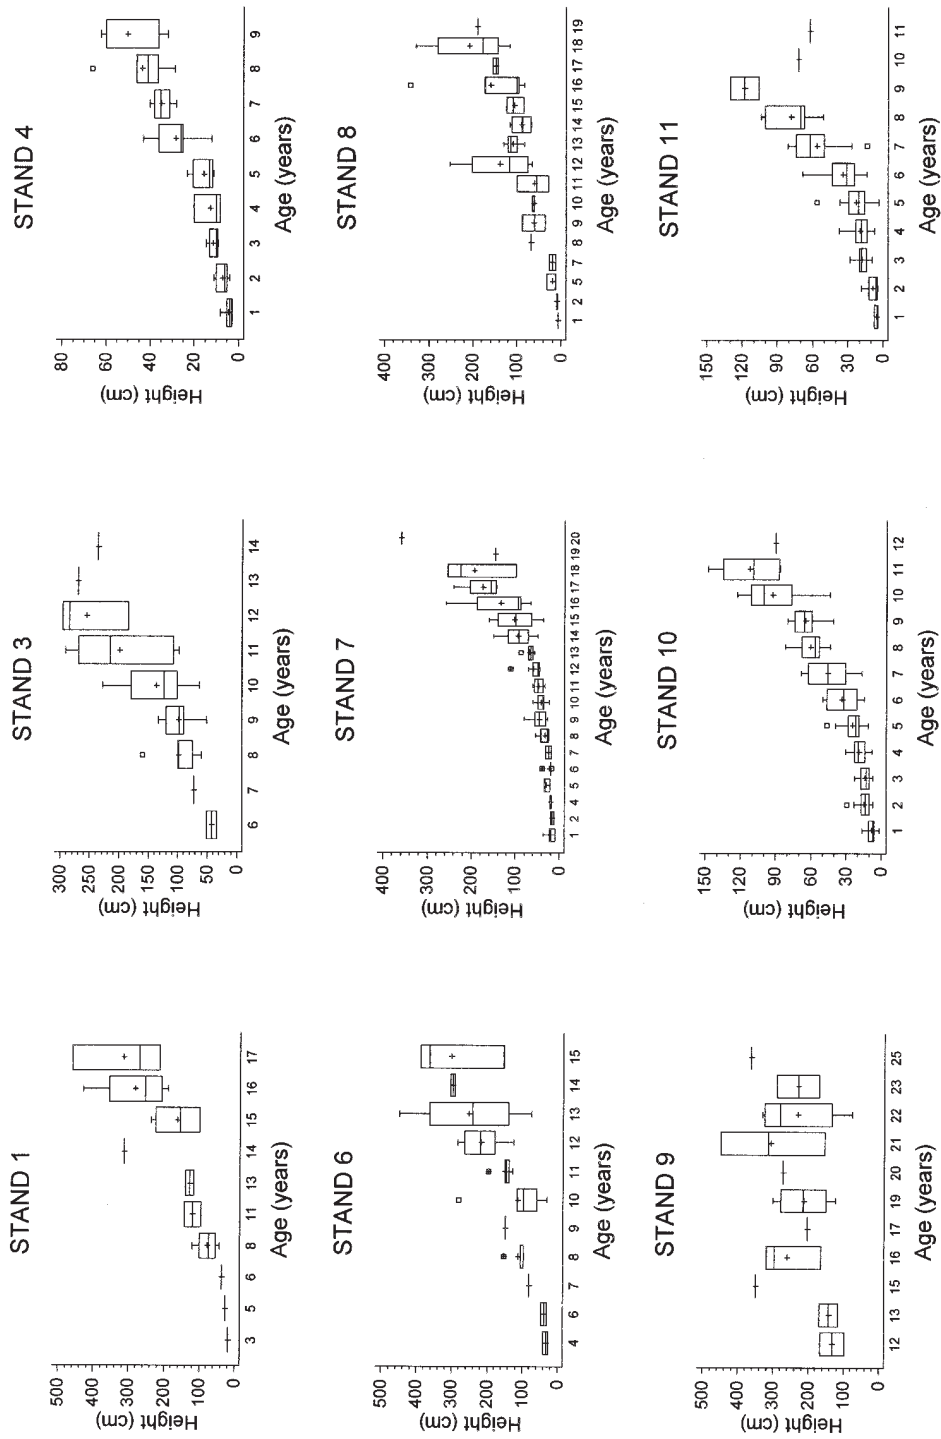 STAND 1
Height (cm)
500
400
300
200
100
0
3 5 6 8 11 13 14 15 16 17
Age (years)
STAND 3
Height (cm)
300
250
200
150
100
50
0
6 7 8 9 10 11 12 13 14
Age (years)
STAND 4
Height (cm)
80
60
40
20
0
1 2 3 4 5 6 7 8 9
Age (years)
STAND 6
Height (cm)
500
400
300
200
100
0
4 6 7 8 9 10 11 12 13 14 15
Age (years)
STAND 7
Height (cm)
400
300
200
100
0
1 2 4 5 6 7 8 9 10 11 12 13 14 15 16 17 18 19 20
Age (years)
STAND 8
Height (cm)
400
300
200
100
0
1 2 5 7 8 9 10 11 12 13 14 15 16 17 18 19
Age (years)
STAND 9
Height (cm)
500
400
300
200
100
0
12 13 15 16 17 19 20 21 22 23 25
Age (years)
STAND 10
Height (cm)
150
120
90
60
30
0
1 2 3 4 5 6 7 8 9 10 11 12
Age (years)
STAND 11
Height (cm)
150
120
90
60
30
0
1 2 3 4 5 6 7 8 9 10 11
Age (years)